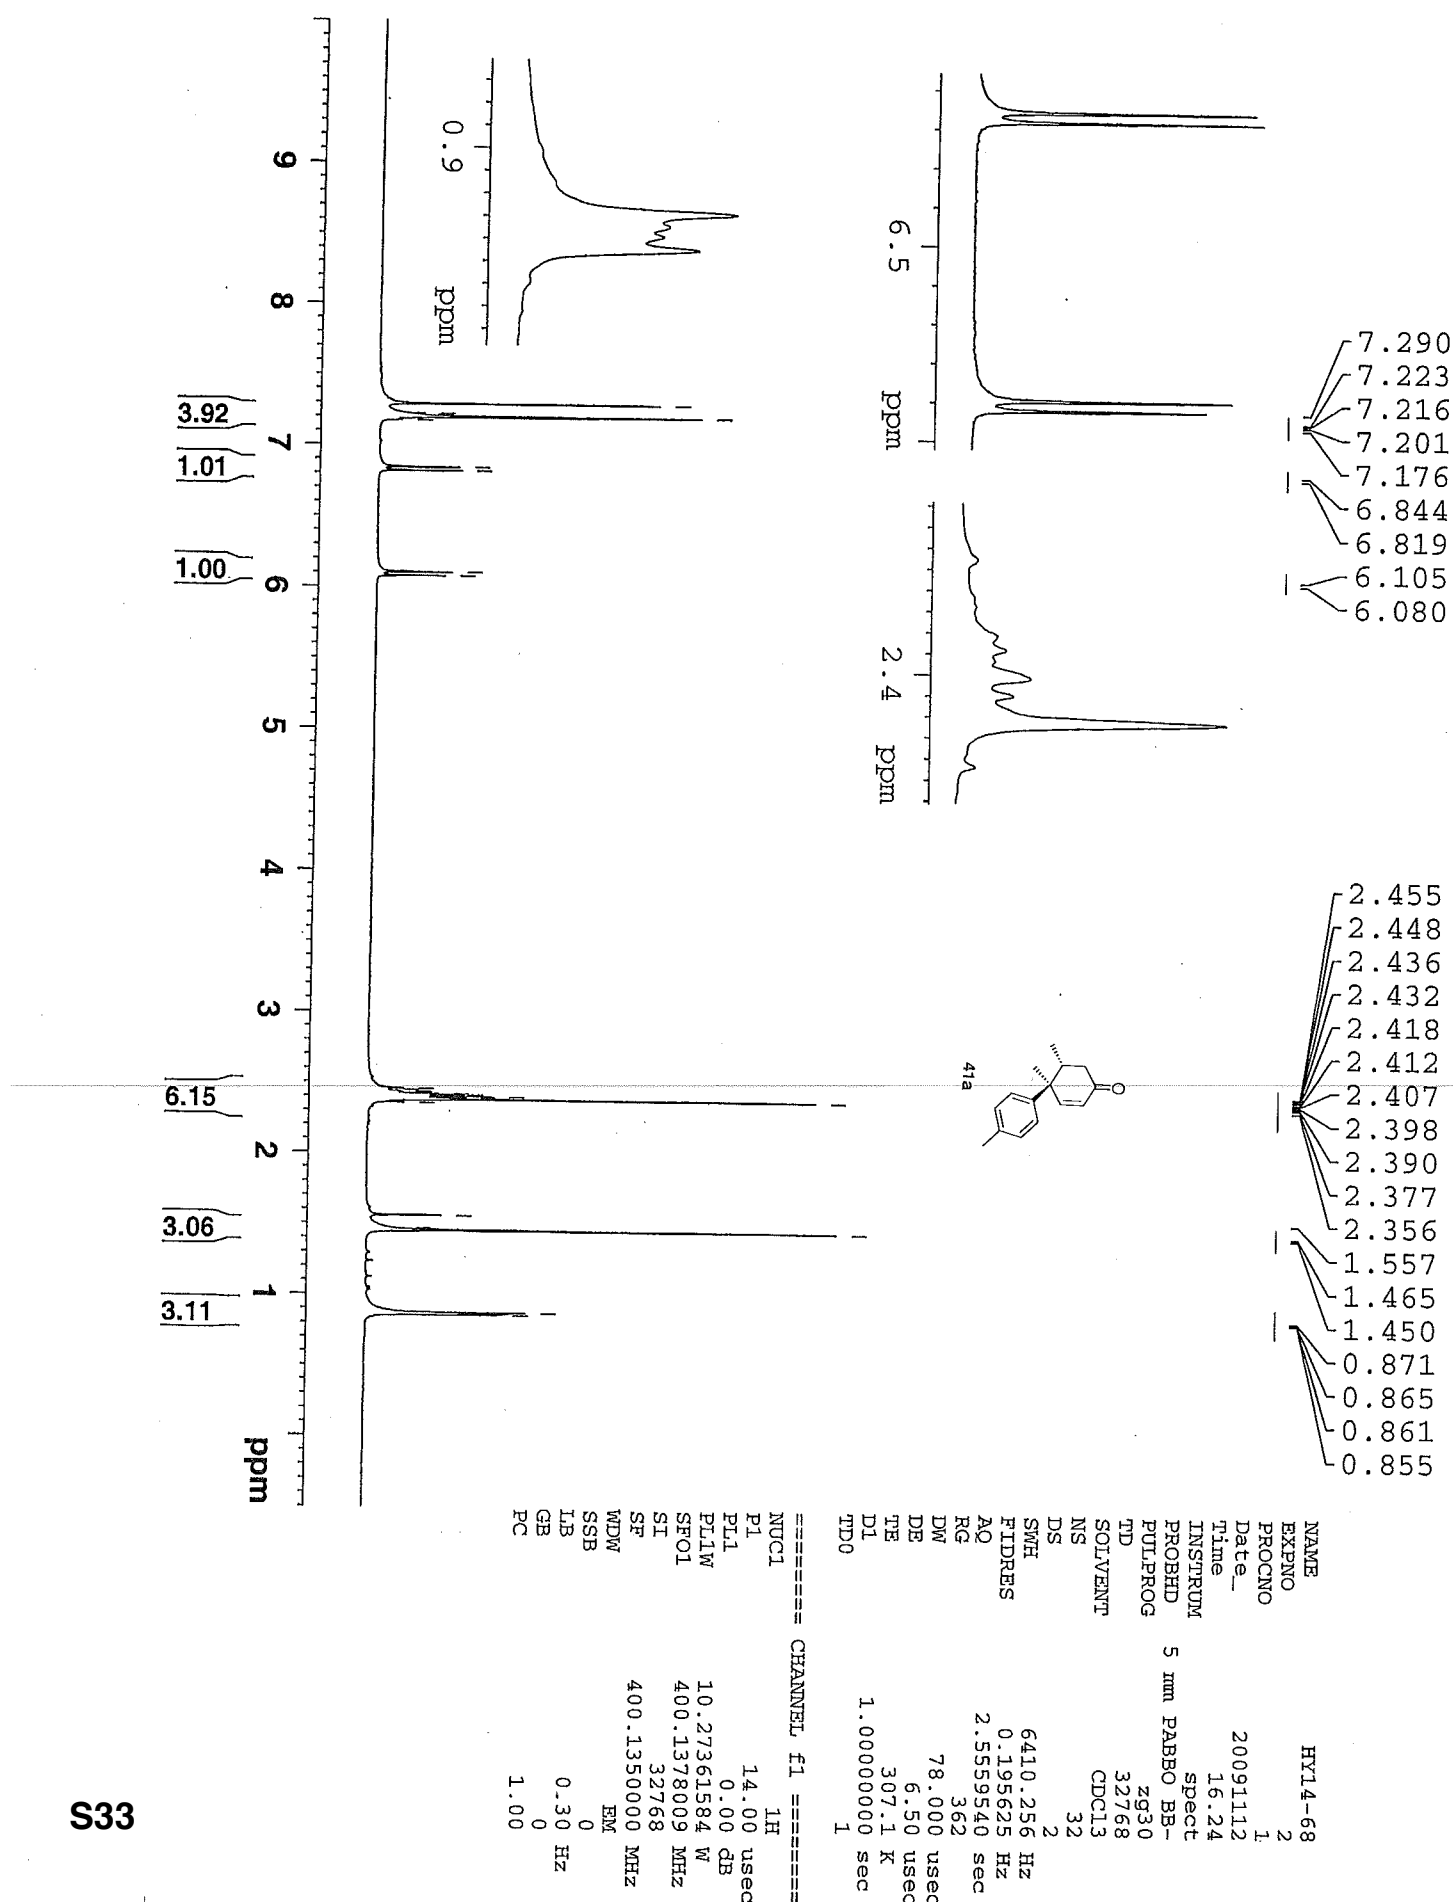 7.290
7.223
7.216
7.201
7.176
6.844
6.819
6.105
6.080
2.455
2.448
2.436
2.432
2.418
2.412
2.407
2.398
2.390
2.377
2.356
1.557
1.465
1.450
0.871
0.865
0.861
0.855
6.5 ppm
2.4 ppm
0.9 ppm
O
41a
9 8 7 6 5 4 3 2 1 ppm
3.92
1.01
1.00
6.15
3.06
3.11
NAME HY14-68
EXPNO 2
PROCNO 1
Date_ 20091112
Time 16.24
INSTRUM spect
PROBHD 5 mm PABBO BB-
PULPROG zg30
TD 32768
SOLVENT CDCl3
NS 32
DS 2
SWH 6410.256 Hz
FIDRES 0.195625 Hz
AQ 2.5559540 sec
RG 362
DW 78.000 usec
DE 6.50 usec
TE 307.1 K
D1 1.00000000 sec
TD0 1
======== CHANNEL f1 ========
NUC1 1H
P1 14.00 usec
PL1 0.00 dB
PL1W 10.27361584 W
SFO1 400.1378009 MHz
SI 32768
SF 400.1350000 MHz
WDW EM
SSB 0
LB 0.30 Hz
GB 0
PC 1.00
S33